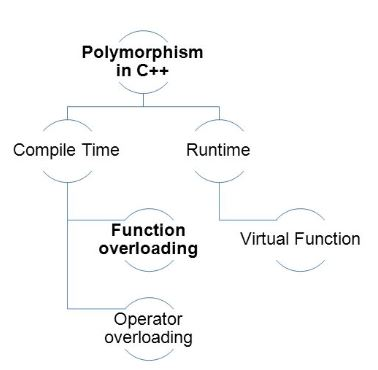 Polymorphism
in C++
Compile Time
Runtime
Function
overloading
Virtual Function
Operator
overloading